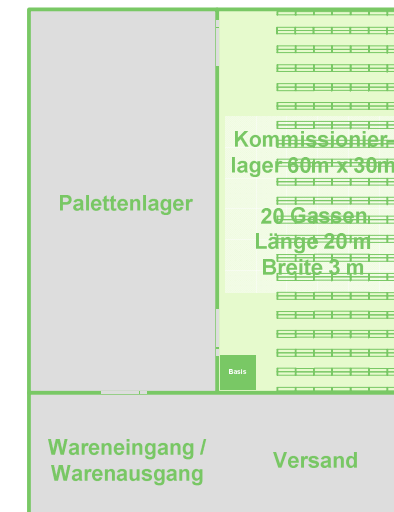 Kommissionier-
lager 60m x 30m
Palettenlager
20 Gassen
Länge 20 m
Breite 3 m
Basis
Wareneingang /
Warenausgang
Versand